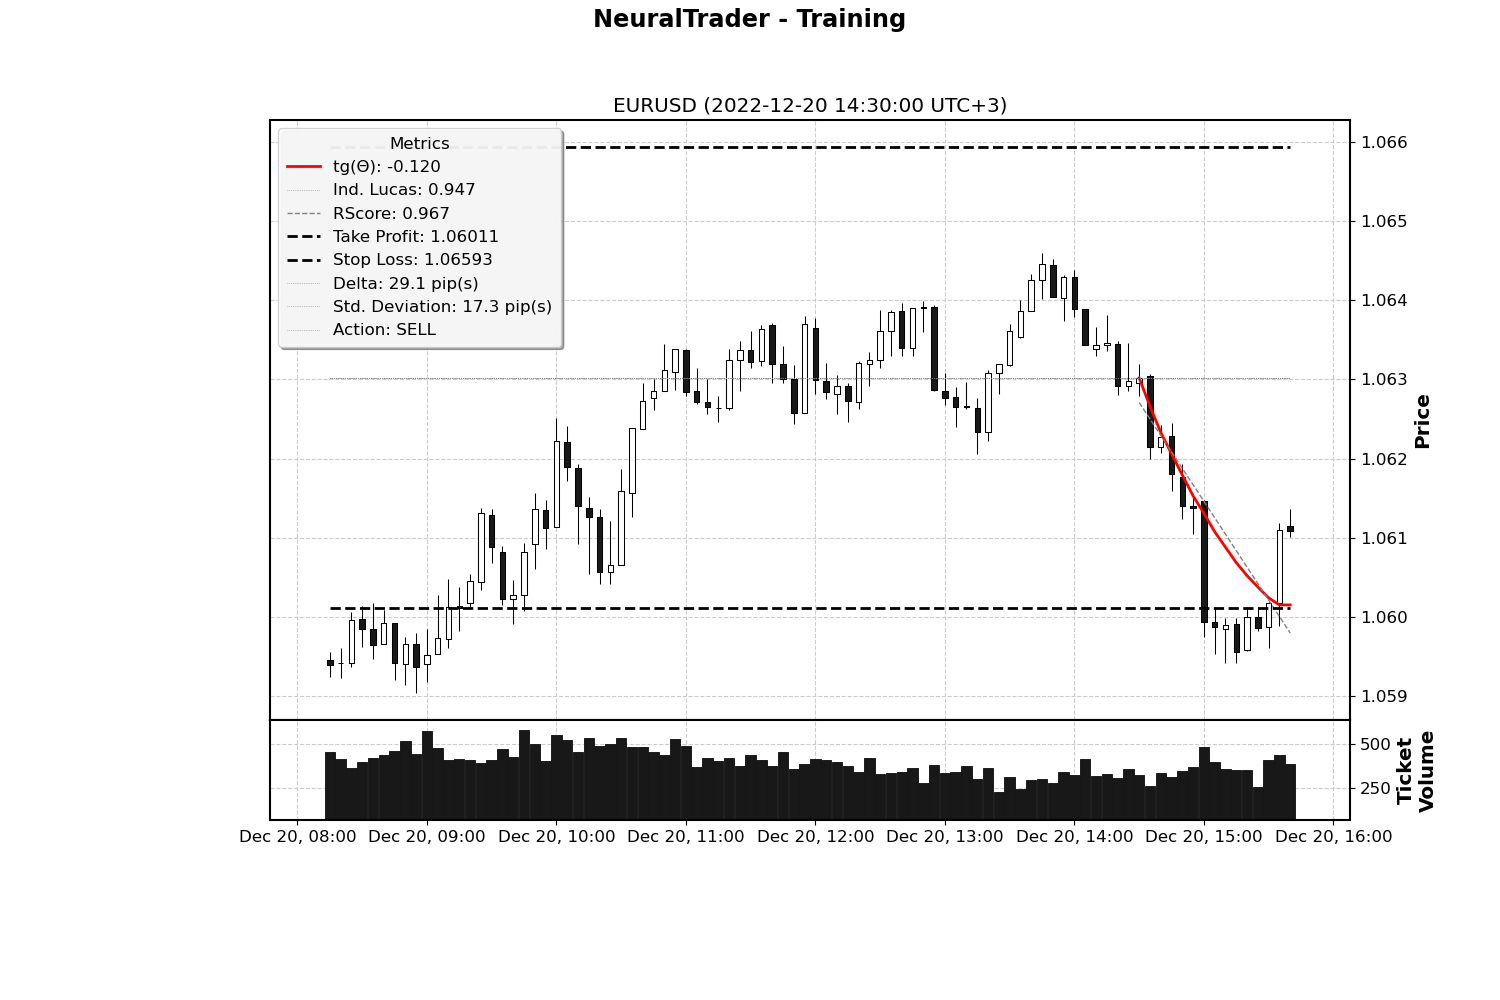 NeuralTrader - Training
EURUSD (2022-12-20 14:30:00 UTC+3)
Metrics
tg(Θ): -0.120
Ind. Lucas: 0.947
RScore: 0.967
Take Profit: 1.06011
Stop Loss: 1.06593
Delta: 29.1 pip(s)
Std. Deviation: 17.3 pip(s)
Action: SELL
1.066
1.065
1.064
1.063
1.062
1.061
1.060
1.059
Price
500
250
Ticket
Volume
Dec 20, 08:00 Dec 20, 09:00 Dec 20, 10:00 Dec 20, 11:00 Dec 20, 12:00 Dec 20, 13:00 Dec 20, 14:00 Dec 20, 15:00 Dec 20, 16:00